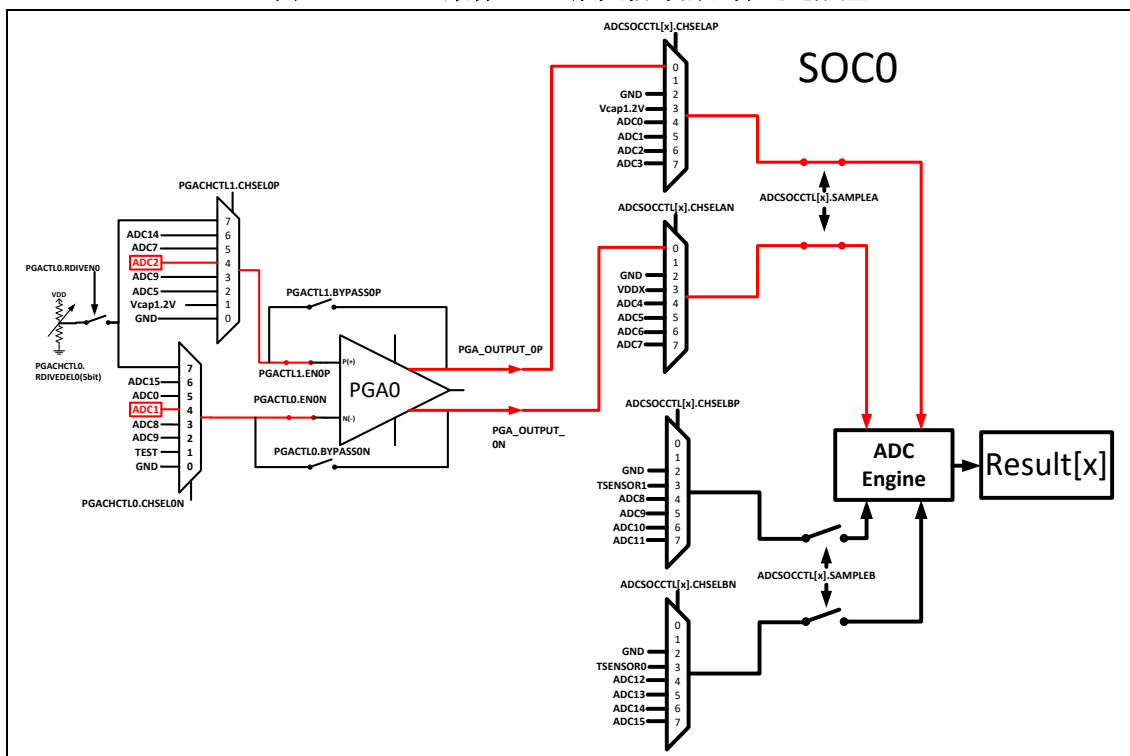 ADCSOCCTL[x].CHSELAP
SOC0
0
1
GND 2
Vcap1.2V 3
ADC0 4
ADC1 5
ADC2 6
ADC3 7
ADCSOCCTL[x].SAMPLEA
PGACHCTL1.CHSEL0P
7
ADC14 6
ADC7 5
ADC2 4
ADC9 3
ADC5 2
Vcap1.2V 1
GND 0
PGACTL0.RDIVEN0
VDD
PGACHCTL0.
RDIVEDEL0(5bit)
7
ADC15 6
ADC0 5
ADC1 4
ADC8 3
ADC9 2
TEST 1
GND 0
PGACHCTL0.CHSEL0N
PGACTL1.BYPASS0P
PGACTL1.EN0P
P(+)
PGA0
PGACTL0.EN0N
N(-)
PGACTL0.BYPASS0N
PGA_OUTPUT_0P
PGA_OUTPUT_
0N
ADCSOCCTL[x].CHSELAN
0
1
GND 2
VDDX 3
ADC4 4
ADC5 5
ADC6 6
ADC7 7
ADCSOCCTL[x].CHSELBP
0
1
GND 2
TSENSOR1 3
ADC8 4
ADC9 5
ADC10 6
ADC11 7
ADC
Engine
Result[x]
ADCSOCCTL[x].SAMPLEB
ADCSOCCTL[x].CHSELBN
0
1
GND 2
TSENSOR0 3
ADC12 4
ADC13 5
ADC14 6
ADC15 7